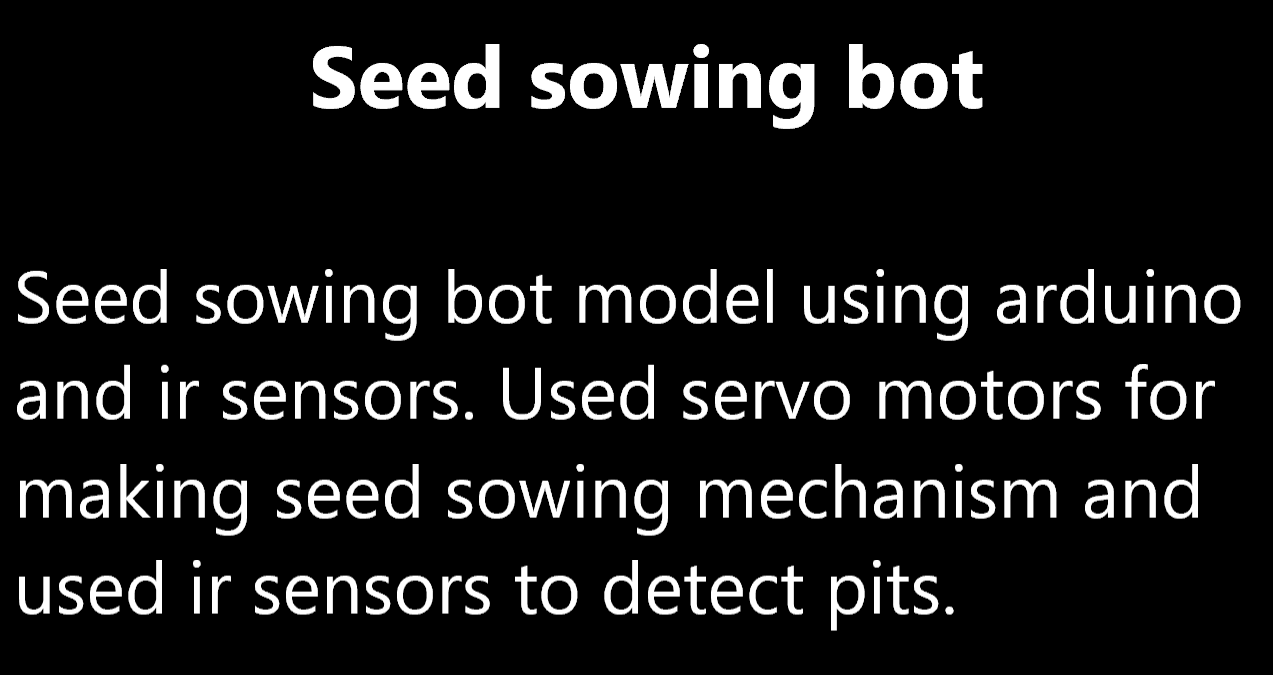 Seed sowing bot
Seed sowing bot model using arduino
and ir sensors. Used servo motors for
making seed sowing mechanism and
used ir sensors to detect pits.